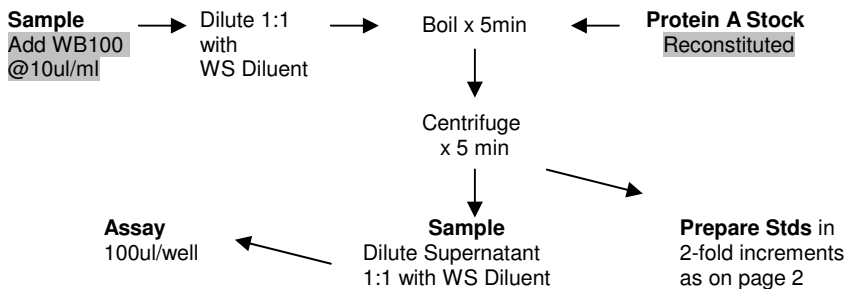 Sample
Add WB100
@10ul/ml
Dilute 1:1
with
WS Diluent
Boil x 5min
Protein A Stock
Reconstituted
Centrifuge
x 5 min
Assay
100ul/well
Sample
Dilute Supernatant
1:1 with WS Diluent
Prepare Stds in
2-fold increments
as on page 2